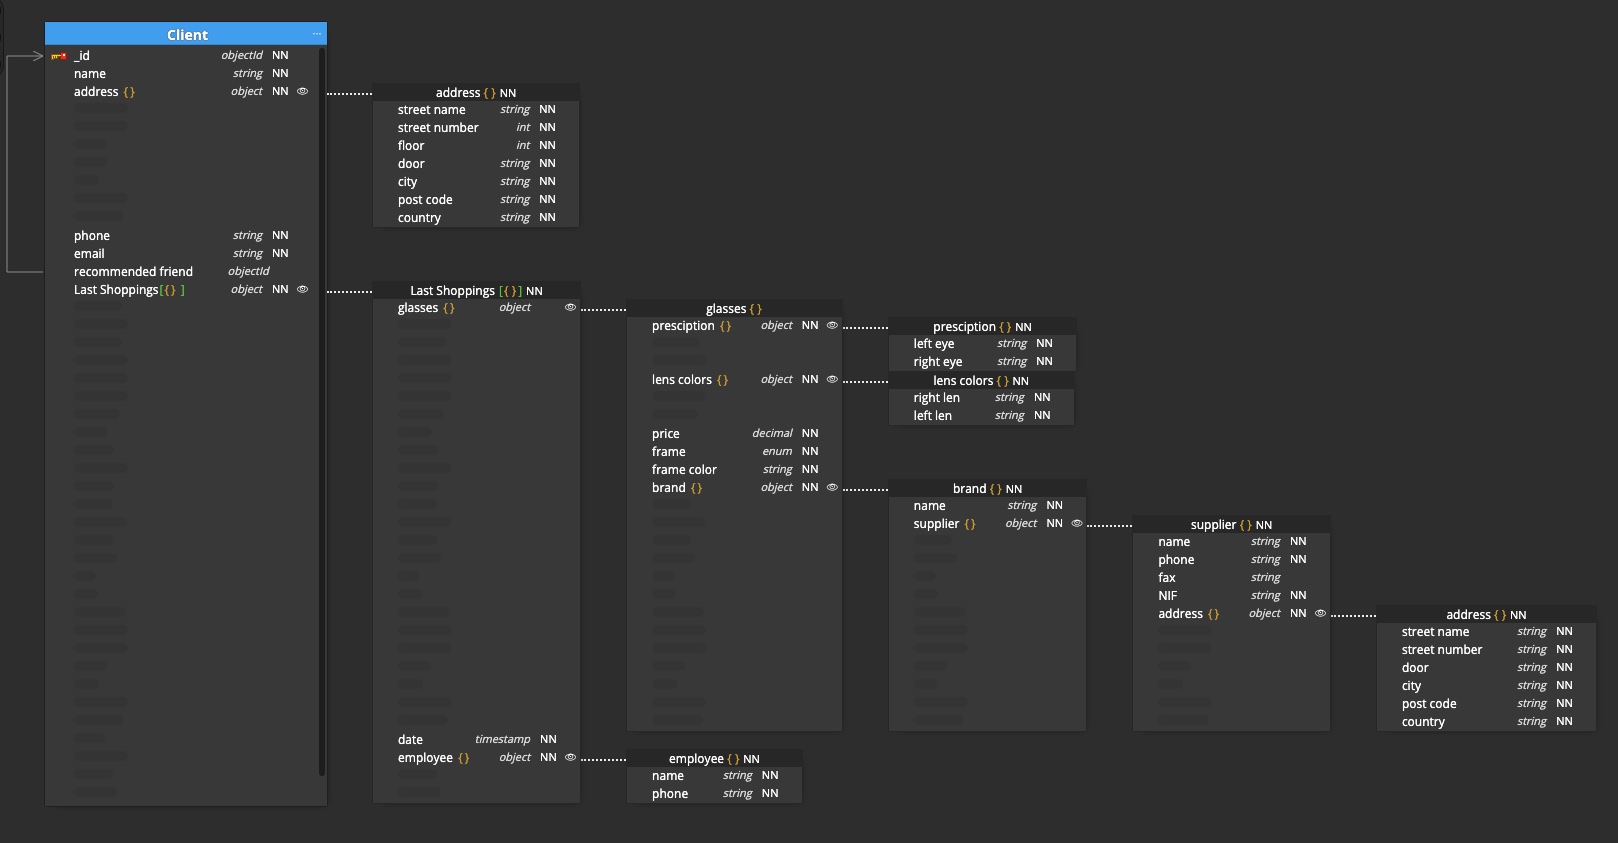 Client ...
_id objectId NN
name string NN
address {} object NN
phone string NN
email string NN
recommended friend objectId
Last Shoppings[{} ] object NN
address {} NN
street name string NN
street number int NN
floor int NN
door string NN
city string NN
post code string NN
country string NN
Last Shoppings [{}] NN
glasses {} object
date timestamp NN
employee {} object NN
glasses {}
presciption {} object NN
lens colors {} object NN
price decimal NN
frame enum NN
frame color string NN
brand {} object NN
presciption {} NN
left eye string NN
right eye string NN
lens colors {} NN
right len string NN
left len string NN
brand {} NN
name string NN
supplier {} object NN
supplier {} NN
name string NN
phone string NN
fax string
NIF string NN
address {} object NN
address {} NN
street name string NN
street number string NN
door string NN
city string NN
post code string NN
country string NN
employee {} NN
name string NN
phone string NN